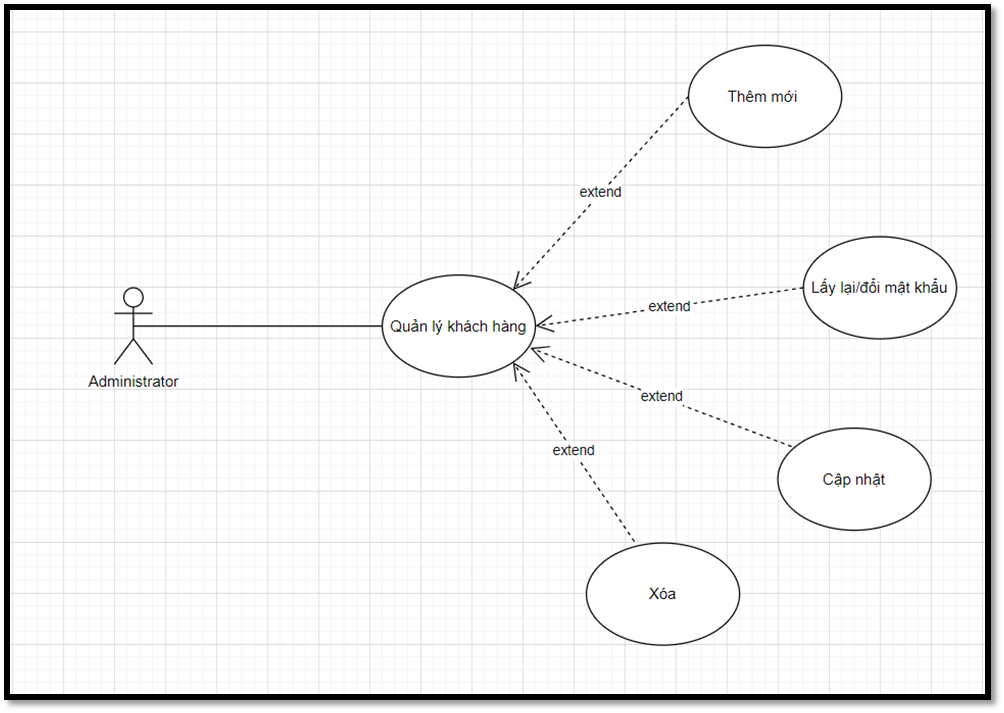 Thêm mới
extend
Lấy lại/đổi mật khẩu
extend
Quản lý khách hàng
Administrator
extend
extend
Cập nhật
Xóa